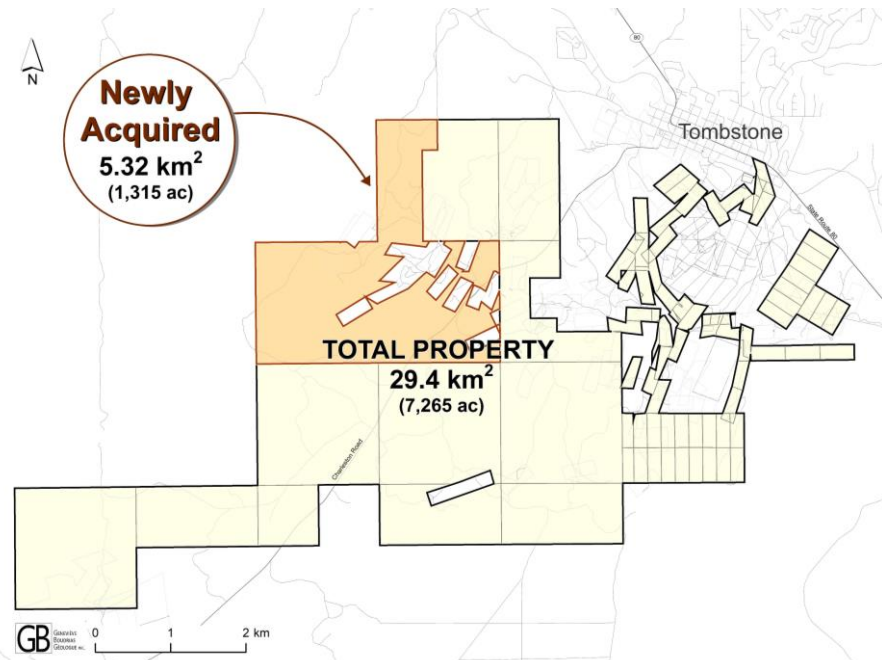 N
Newly
Acquired
5.32 km²
(1,315 ac)
80
Tombstone
State Route 80
TOTAL PROPERTY
29.4 km²
(7,265 ac)
Charleston Road
GB
0 1 2 km